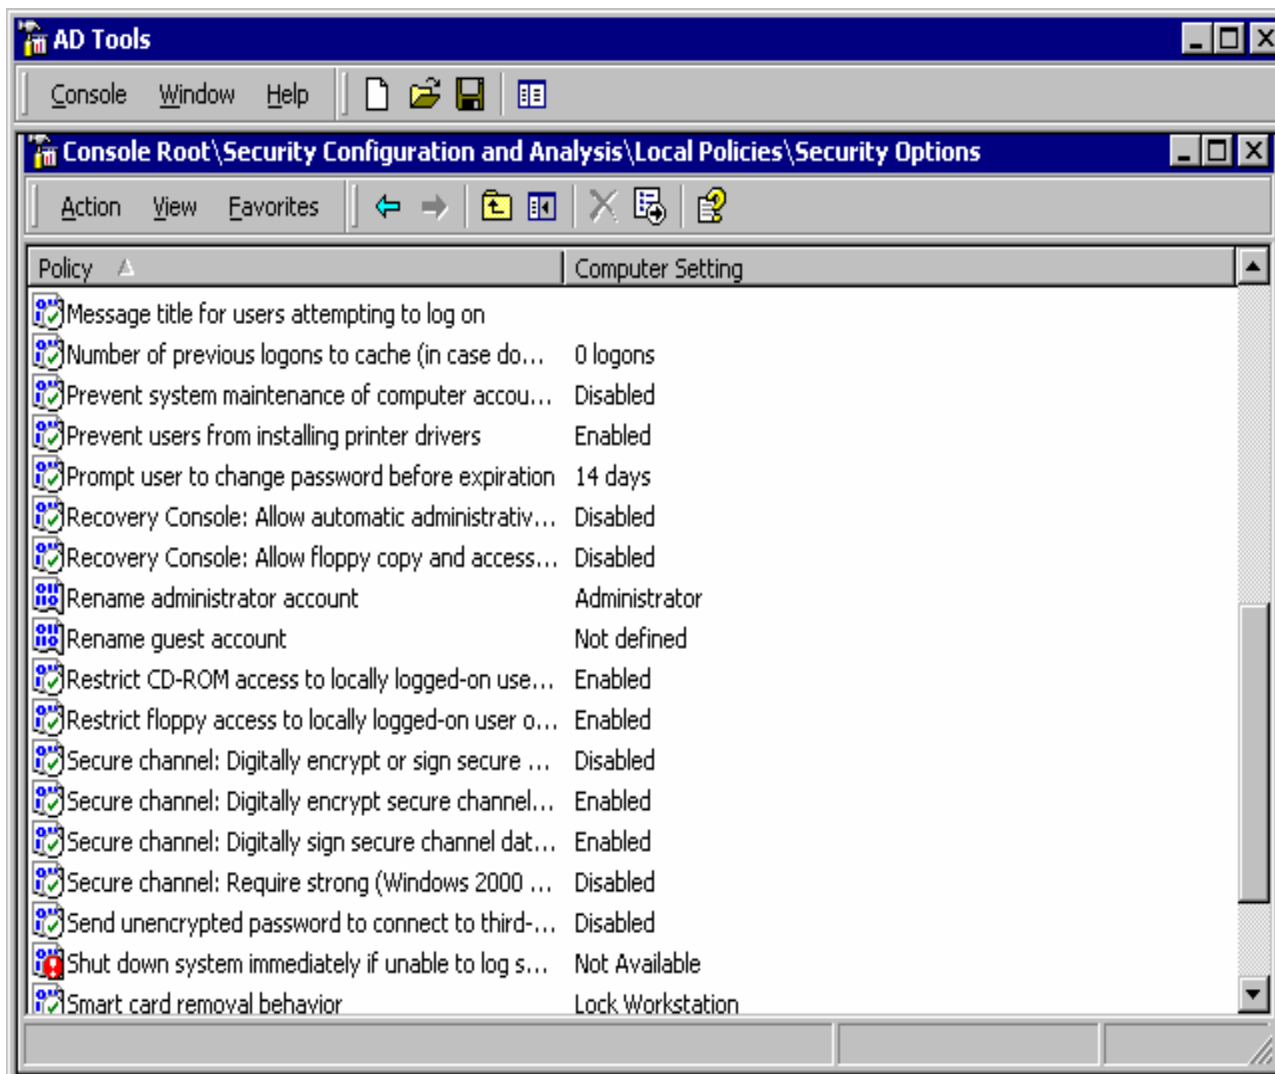 AD Tools
Console Window Help
Console Root\Security Configuration and Analysis\Local Policies\Security Options
Action View Favorites
Policy Computer Setting
Message title for users attempting to log on
Number of previous logons to cache (in case do... 0 logons
Prevent system maintenance of computer accou... Disabled
Prevent users from installing printer drivers Enabled
Prompt user to change password before expiration 14 days
Recovery Console: Allow automatic administrativ... Disabled
Recovery Console: Allow floppy copy and access... Disabled
Rename administrator account Administrator
Rename guest account Not defined
Restrict CD-ROM access to locally logged-on use... Enabled
Restrict floppy access to locally logged-on user o... Enabled
Secure channel: Digitally encrypt or sign secure ... Disabled
Secure channel: Digitally encrypt secure channel... Enabled
Secure channel: Digitally sign secure channel dat... Enabled
Secure channel: Require strong (Windows 2000 ... Disabled
Send unencrypted password to connect to third-... Disabled
Shut down system immediately if unable to log s... Not Available
Smart card removal behavior Lock Workstation